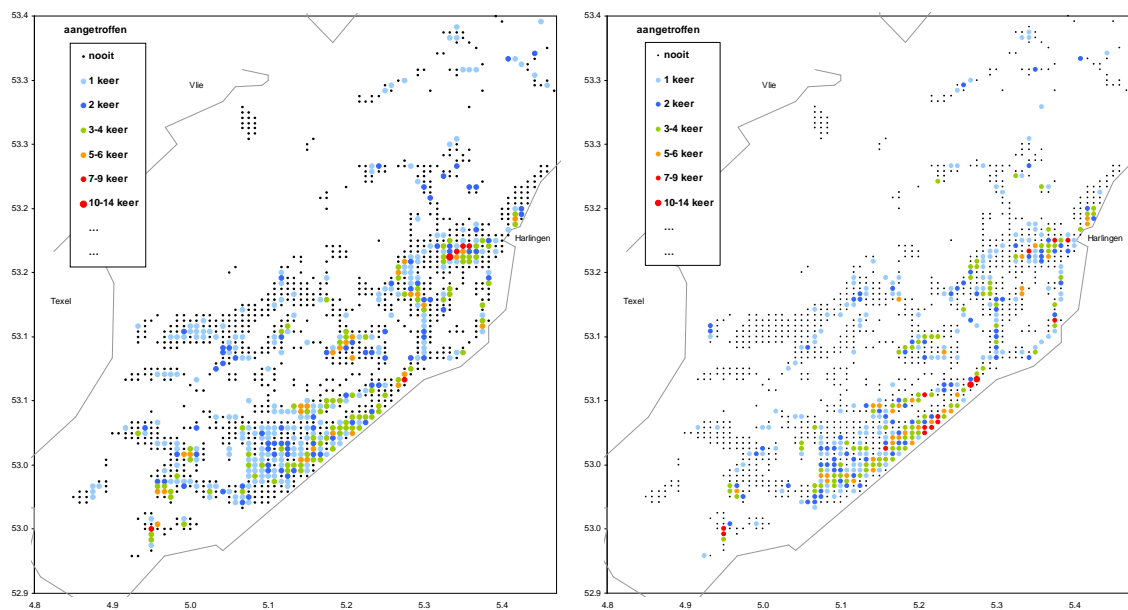 53.4
53.3
53.3
53.2
53.2
53.1
53.1
53.0
53.0
52.9
4.8
4.9
5.0
5.1
5.2
5.3
5.4
aangetroffen
nooit
1 keer
2 keer
3-4 keer
5-6 keer
7-9 keer
10-14 keer
...
...
Vlie
Harlingen
Texel
53.4
53.3
53.3
53.2
53.2
53.1
53.1
53.0
53.0
52.9
4.8
4.9
5.0
5.1
5.2
5.3
5.4
aangetroffen
nooit
1 keer
2 keer
3-4 keer
5-6 keer
7-9 keer
10-14 keer
...
...
Vlie
Harlingen
Texel